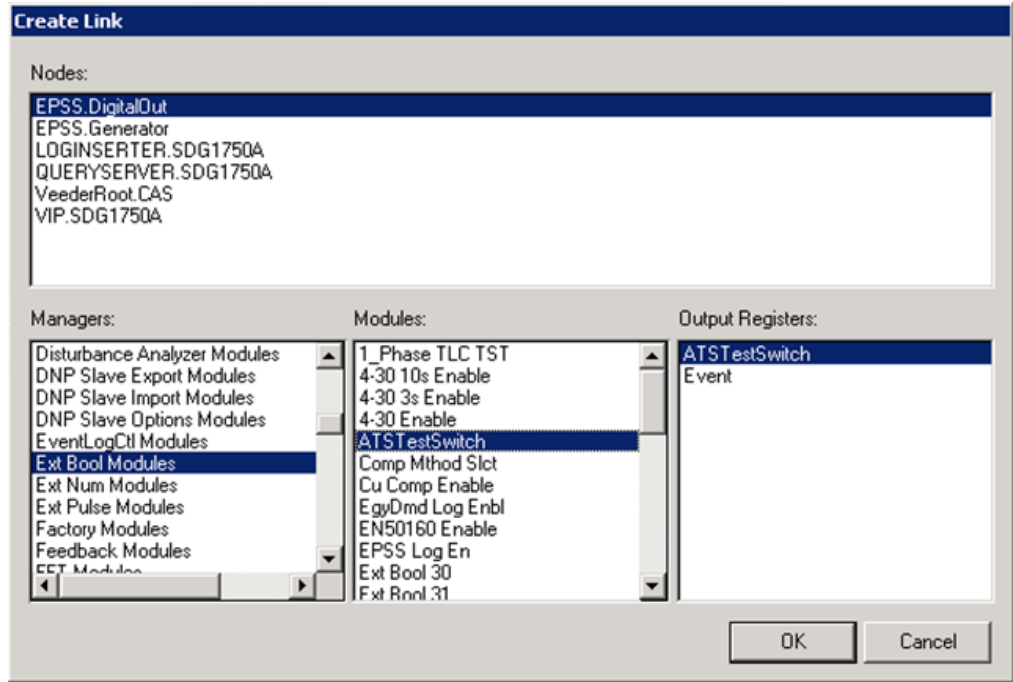 Create Link
Nodes:
EPSS.DigitalOut
EPSS.Generator
LOGINSERTER.SDG1750A
QUERYSERVER.SDG1750A
VeederRoot.CAS
VIP.SDG1750A
Managers:
Disturbance Analyzer Modules
DNP Slave Export Modules
DNP Slave Import Modules
DNP Slave Options Modules
EventLogCtl Modules
Ext Bool Modules
Ext Num Modules
Ext Pulse Modules
Factory Modules
Feedback Modules
FFT Modules
Modules:
1_Phase TLC TST
4-30 10s Enable
4-30 3s Enable
4-30 Enable
ATSTestSwitch
Comp Mthod Slct
Cu Comp Enable
EgyDmd Log Enbl
EN50160 Enable
EPSS Log En
Ext Bool 30
Ext Bool 31
Output Registers:
ATSTestSwitch
Event
OK
Cancel